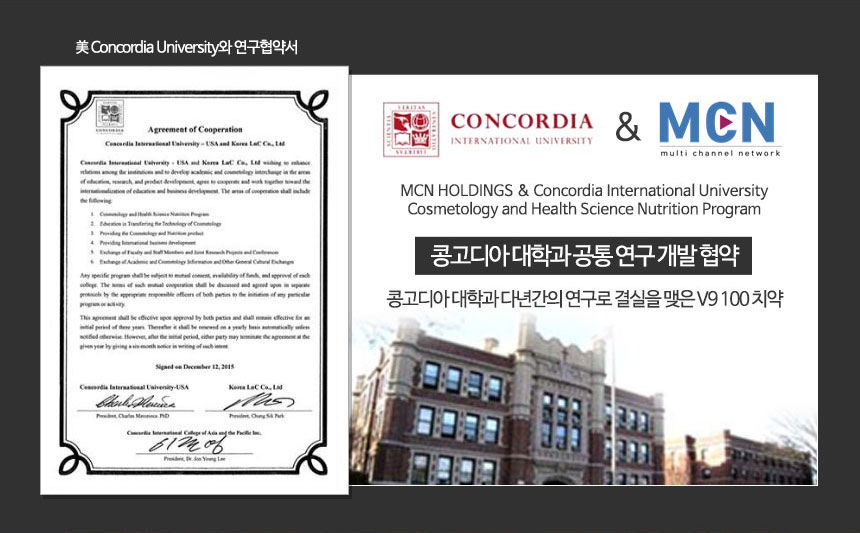 美 Concordia University와 연구협약서
CONCORDIA
Agreement of Cooperation
Concordia International University – USA and Korea LnC Co., Ltd
Concordia International University - USA and Korea LnC Co., Ltd wishing to enhance
relations among the institutions and to develop academic and cosmetology interchange in the areas
of education, research, and product development, agree to cooperate and work together toward the
internationalization of education and business development. The areas of cooperation shall include
the following:
1. Cosmetology and Health Science Nutrition Program
2. Education in Transferring the Technology of Cosmetology
3. Providing the Cosmetology and Nutrition product
4. Providing International business development
5. Exchange of Faculty and Staff Members and Joint Research Projects and Conferences
6. Exchange of Academic and Cosmetology Information and Other General Cultural Exchanges
Any specific program shall be subject to mutual consent, availability of funds, and approval of each
college. The terms of such mutual cooperation shall be discussed and agreed upon in separate
protocols by the appropriate responsible officers of both parties to the initiation of any particular
program or activity.
This agreement shall be effective upon approval by both parties and shall remain effective for an
initial period of three years. Thereafter it shall be renewed on a yearly basis automatically unless
notified otherwise. However, after the initial period, either party may terminate the agreement at the
given year by giving a six-month notice in writing of such intent.
Signed on December 12, 2015
Concordia International University-USA Korea LnC Co., Ltd
President, Charles PhD President, Chang Sik Park
Concordia International College of Asia and the Pacific Inc.
President, Dr. Joo Young Lee
VERITAS
CONCORDIA
INTERNATIONAL UNIVERSITY
&
MCN
multi channel network
MCN HOLDINGS & Concordia International University
Cosmetology and Health Science Nutrition Program
콩고디아 대학과 공통 연구 개발 협약
콩고디아 대학과 다년간의 연구로 결실을 맺은 V9 100 치약